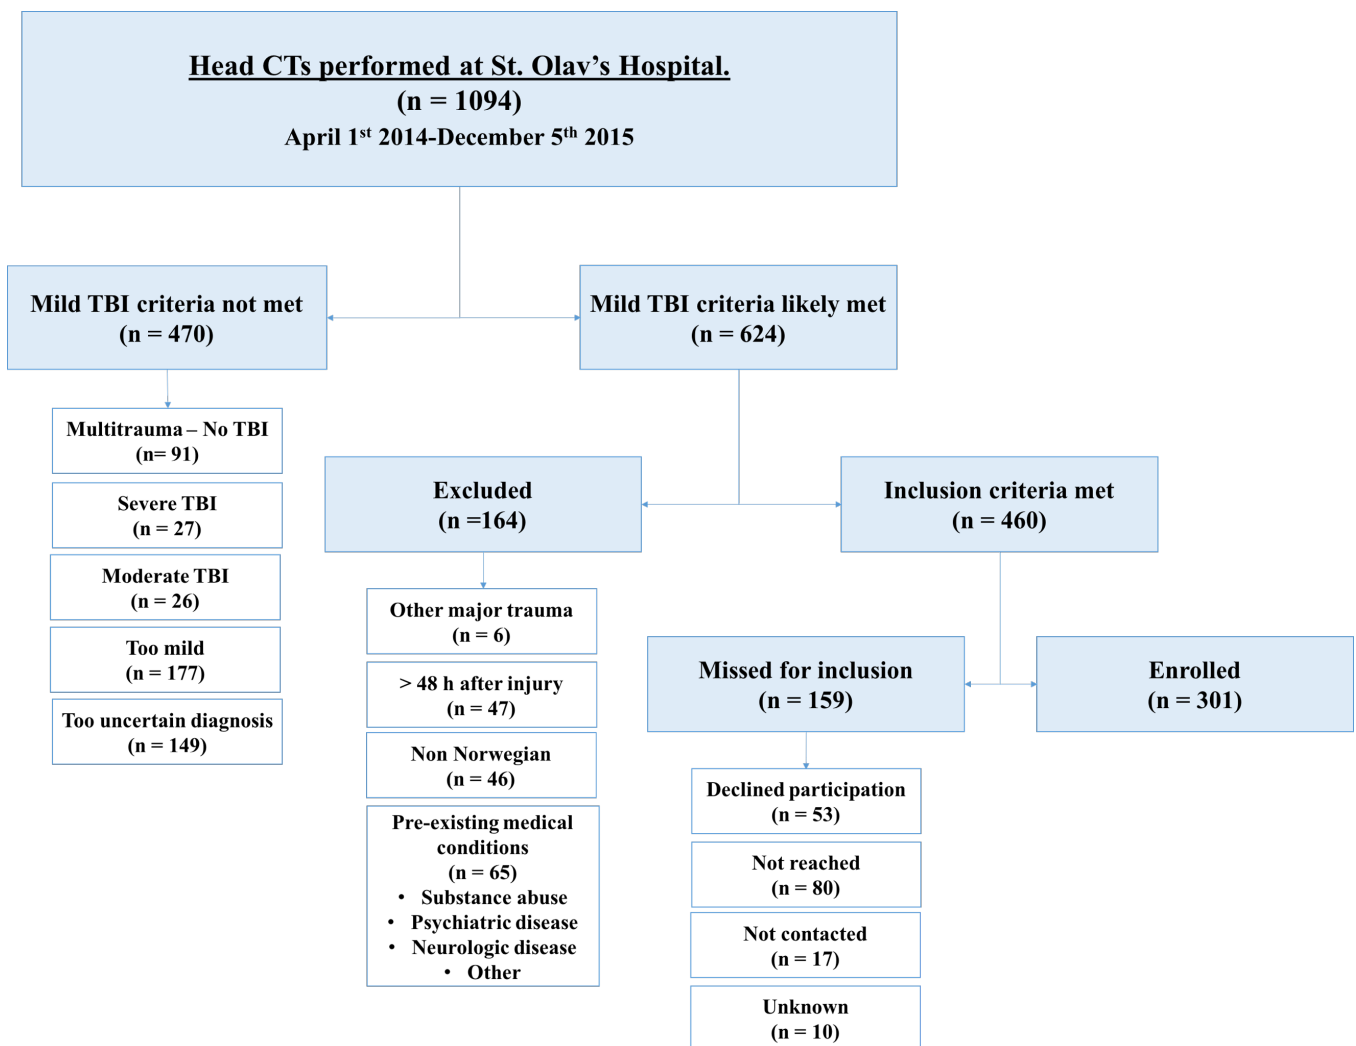 Head CTs performed at St. Olav’s Hospital.
(n = 1094)
April 1st 2014-December 5th 2015
Mild TBI criteria not met
(n = 470)
Mild TBI criteria likely met
(n = 624)
Multitrauma – No TBI
(n= 91)
Severe TBI
(n = 27)
Moderate TBI
(n = 26)
Too mild
(n = 177)
Too uncertain diagnosis
(n = 149)
Excluded
(n =164)
Inclusion criteria met
(n = 460)
Other major trauma
(n = 6)
> 48 h after injury
(n = 47)
Non Norwegian
(n = 46)
Pre-existing medical
conditions
(n = 65)
• Substance abuse
• Psychiatric disease
• Neurologic disease
• Other
Missed for inclusion
(n = 159)
Enrolled
(n = 301)
Declined participation
(n = 53)
Not reached
(n = 80)
Not contacted
(n = 17)
Unknown
(n = 10)